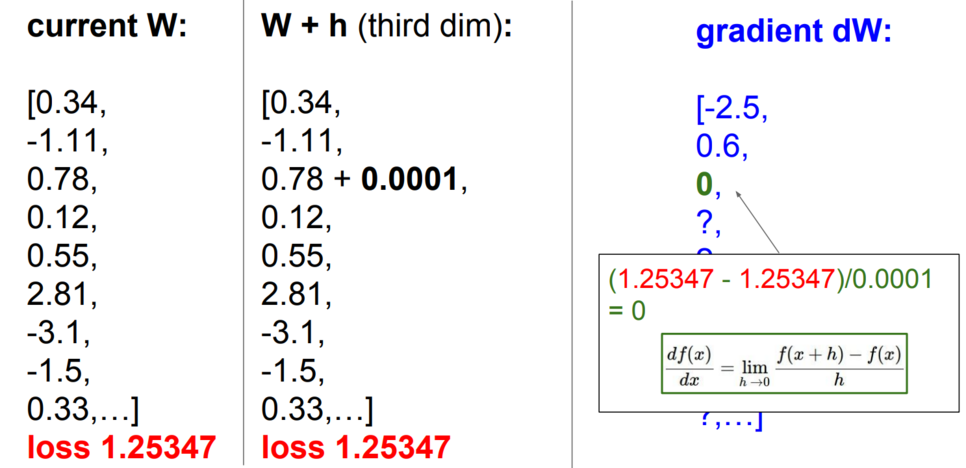 current W:
[0.34,
-1.11,
0.78,
0.12,
0.55,
2.81,
-3.1,
-1.5,
0.33,…]
loss 1.25347
W + h (third dim):
[0.34,
-1.11,
0.78 + 0.0001,
0.12,
0.55,
2.81,
-3.1,
-1.5,
0.33,…]
loss 1.25347
gradient dW:
[-2.5,
0.6,
0,
?,
(1.25347 - 1.25347)/0.0001
= 0
df(x)/dx = lim h→0 f(x + h) − f(x)/h
?,…]